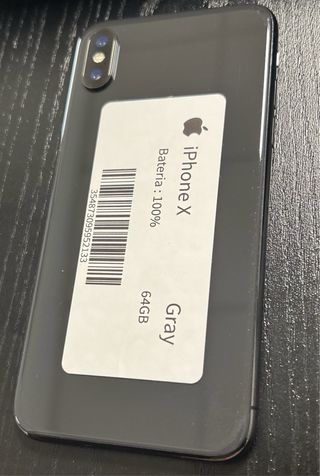 iPhone X
Bateria : 100%
354873095952133
Gray
64GB